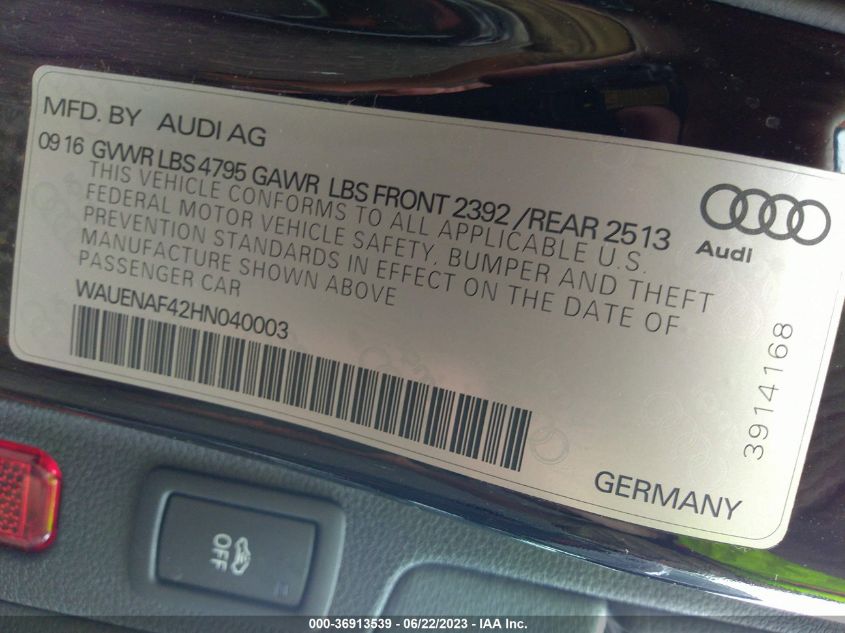 MFD. BY AUDI AG
09 16 GVWR LBS 4795 GAWR LBS FRONT 2392 /REAR 2513
THIS VEHICLE CONFORMS TO ALL APPLICABLE U.S.
FEDERAL MOTOR VEHICLE SAFETY, BUMPER AND THEFT
PREVENTION STANDARDS IN EFFECT ON THE DATE OF
MANUFACTURE SHOWN ABOVE
PASSENGER CAR
WAUENAF42HN040003
Audi
3914168
GERMANY
OFF
000-36913539 - 06/22/2023 - IAA Inc.